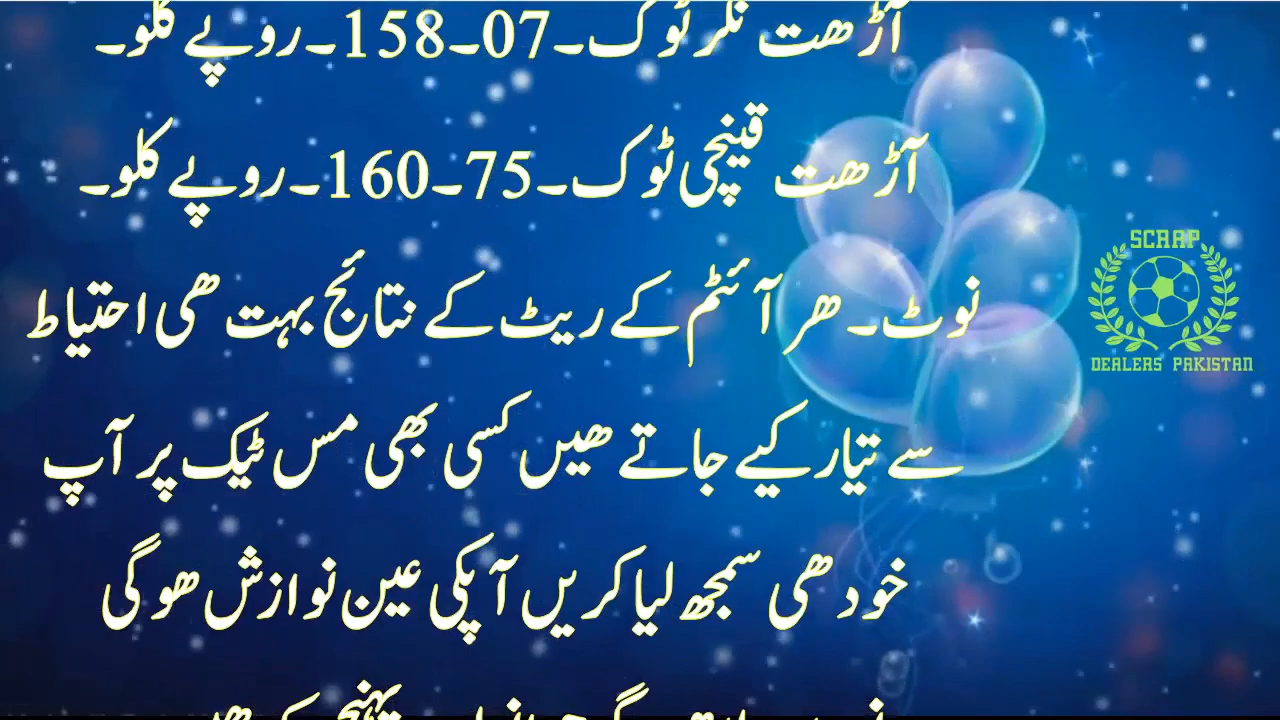 آڑھت نگر ٹوک۔07۔158۔روپے کلو۔
آڑھت قینچی ٹوک۔75۔160۔روپے کلو۔
نوٹ۔ ھر آئٹم کے ریٹ کے نتائج بہت ھی احتیاط
سے تیار کیے جاتے ھیں کسی بھی مس ٹیک پر آپ
خود ھی سمجھ لیا کریں آپکی عین نوازش ھوگی
SCRAP
DEALERS PAKISTAN